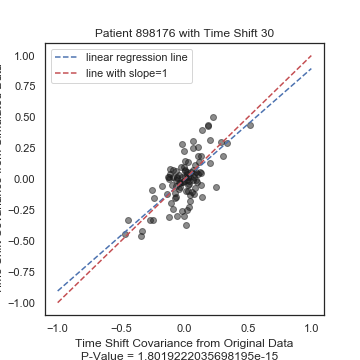 Patient 898176 with Time Shift 30
linear regression line
line with slope=1
1.00
0.75
0.50
0.25
0.00
−0.25
−0.50
−0.75
−1.00
−1.0
−0.5
0.0
0.5
1.0
Time Shift Covariance from Original Data
P-Value = 1.8019222035698195e-15